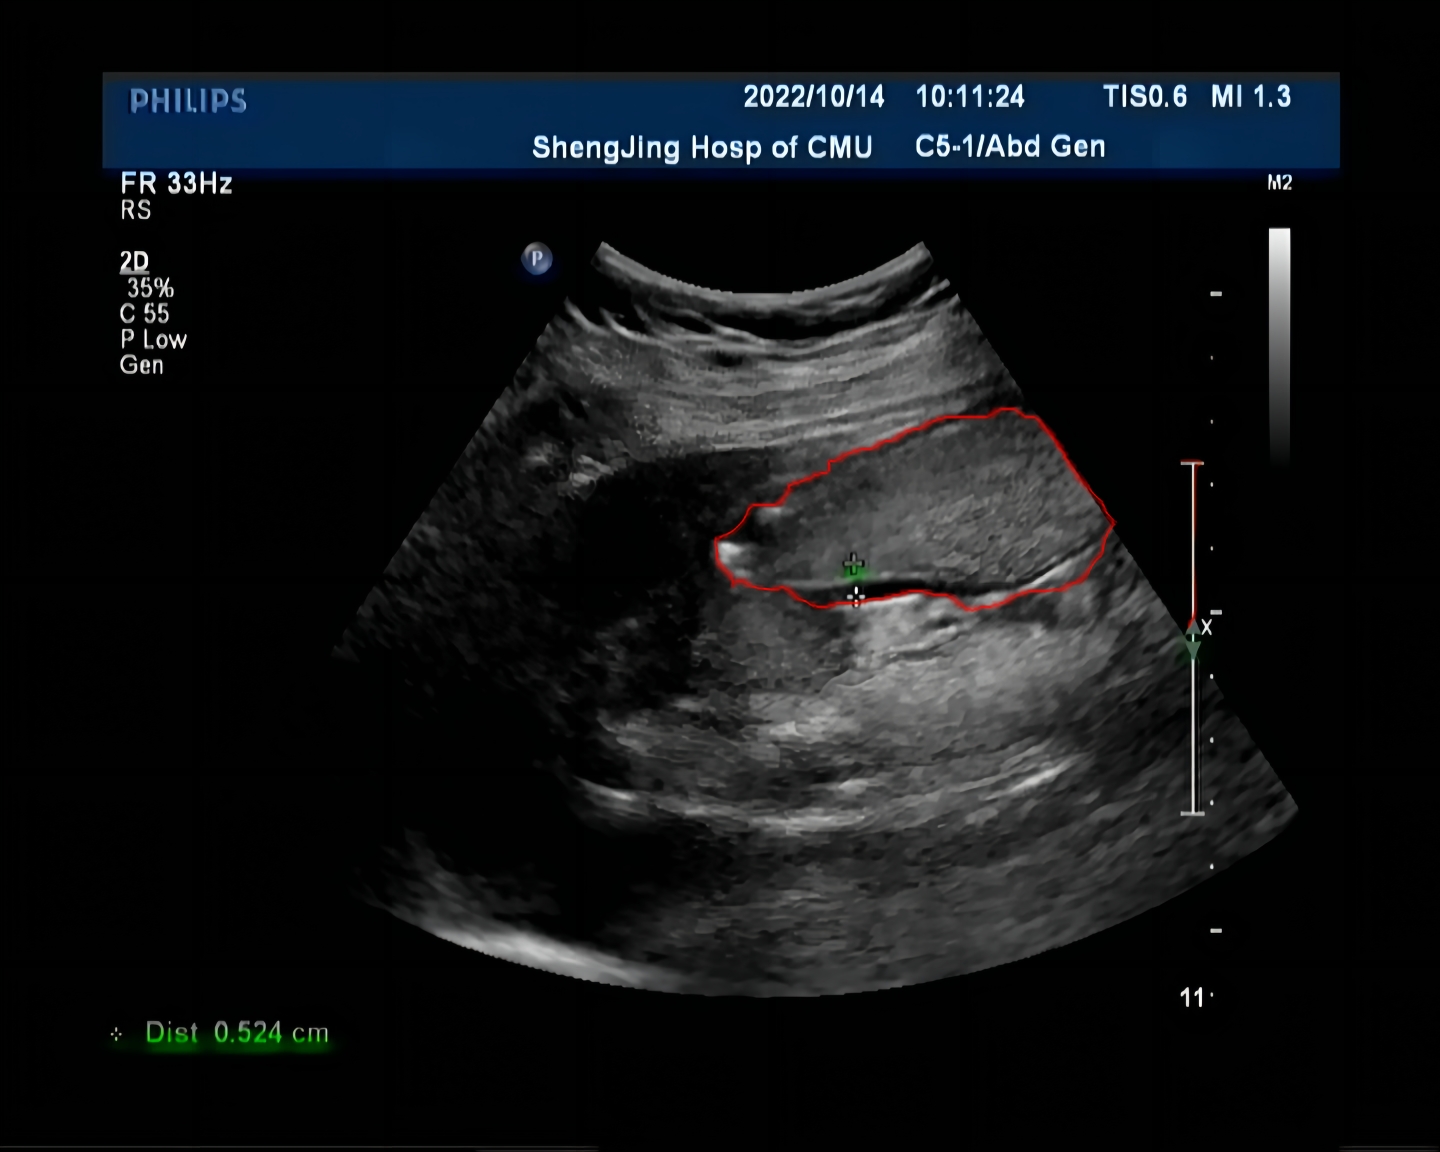 PHILIPS
2022/10/14 10:11:24 TIS0.6 MI 1.3
ShengJing Hosp of CMU C5-1/Abd Gen
FR 33Hz
RS
M2
2D
35%
C 55
P Low
Gen
P
X
11
Dist 0.524 cm